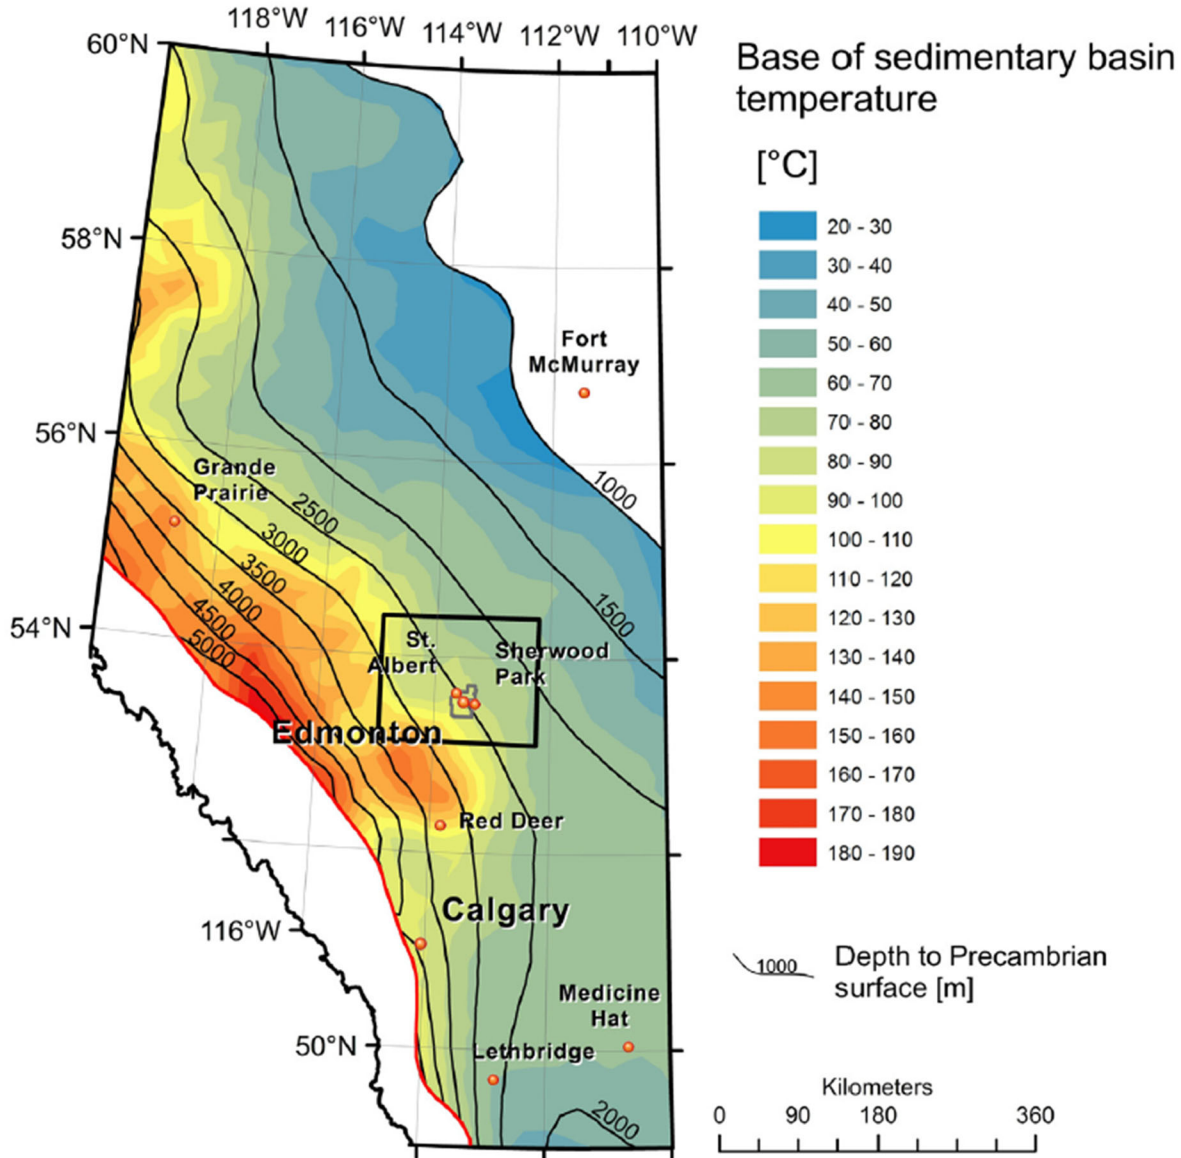 118°W
116°W
114°W
112°W
110°W
60°N
58°N
56°N
54°N
116°W
50°N
Fort
McMurray
Grande
Prairie
1000
2500
3000
3500
4000
4500
5000
1500
St.
Albert
Sherwood
Park
Edmonton
Red Deer
Calgary
Medicine
Hat
Lethbridge
2000
Base of sedimentary basin
temperature
[°C]
20 - 30
30 - 40
40 - 50
50 - 60
60 - 70
70 - 80
80 - 90
90 - 100
100 - 110
110 - 120
120 - 130
130 - 140
140 - 150
150 - 160
160 - 170
170 - 180
180 - 190
1000
Depth to Precambrian
surface [m]
Kilometers
0 90 180 360